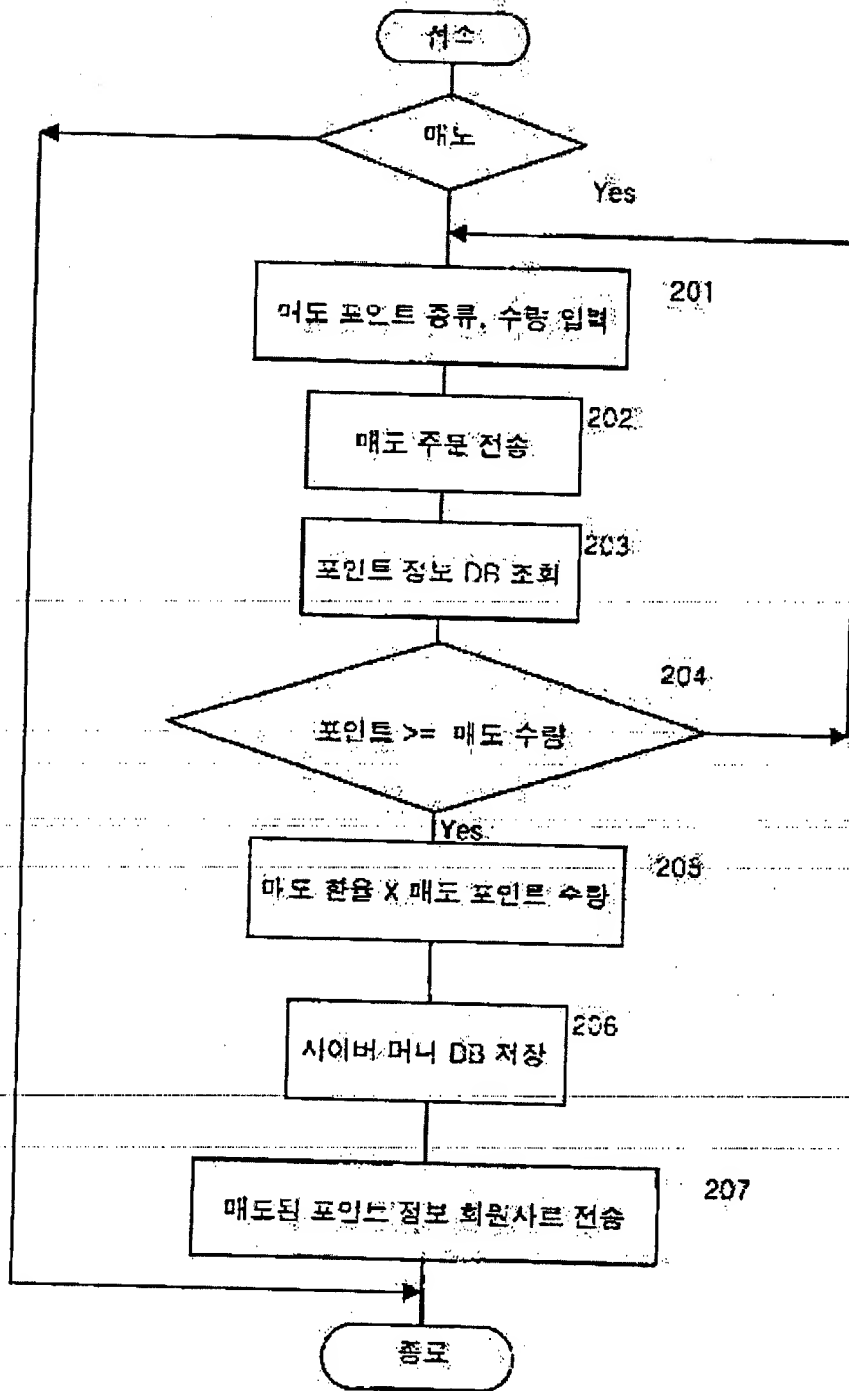 매도
Yes
201
매도 포인트 종류, 수량 입력
202
매도 주문 전송
203
포인트 정보 DB 조회
204
포인트 >= 매도 수량
Yes
205
매도 환율 X 매도 포인트 수량
206
사이버 머니 DB 저장
207
매도된 포인트 정보 회원사로 전송
종료